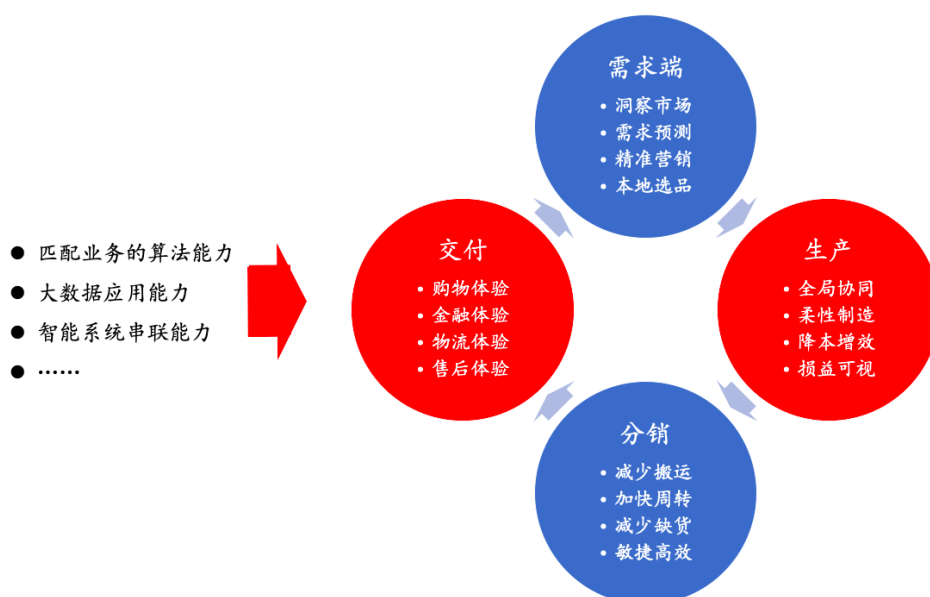 需求端
• 洞察市场
• 需求预测
• 精准营销
• 本地选品
● 匹配业务的算法能力
● 大数据应用能力
● 智能系统串联能力
● ……
交付
• 购物体验
• 金融体验
• 物流体验
• 售后体验
生产
• 全局协同
• 柔性制造
• 降本增效
• 损益可视
分销
• 减少搬运
• 加快周转
• 减少缺货
• 敏捷高效